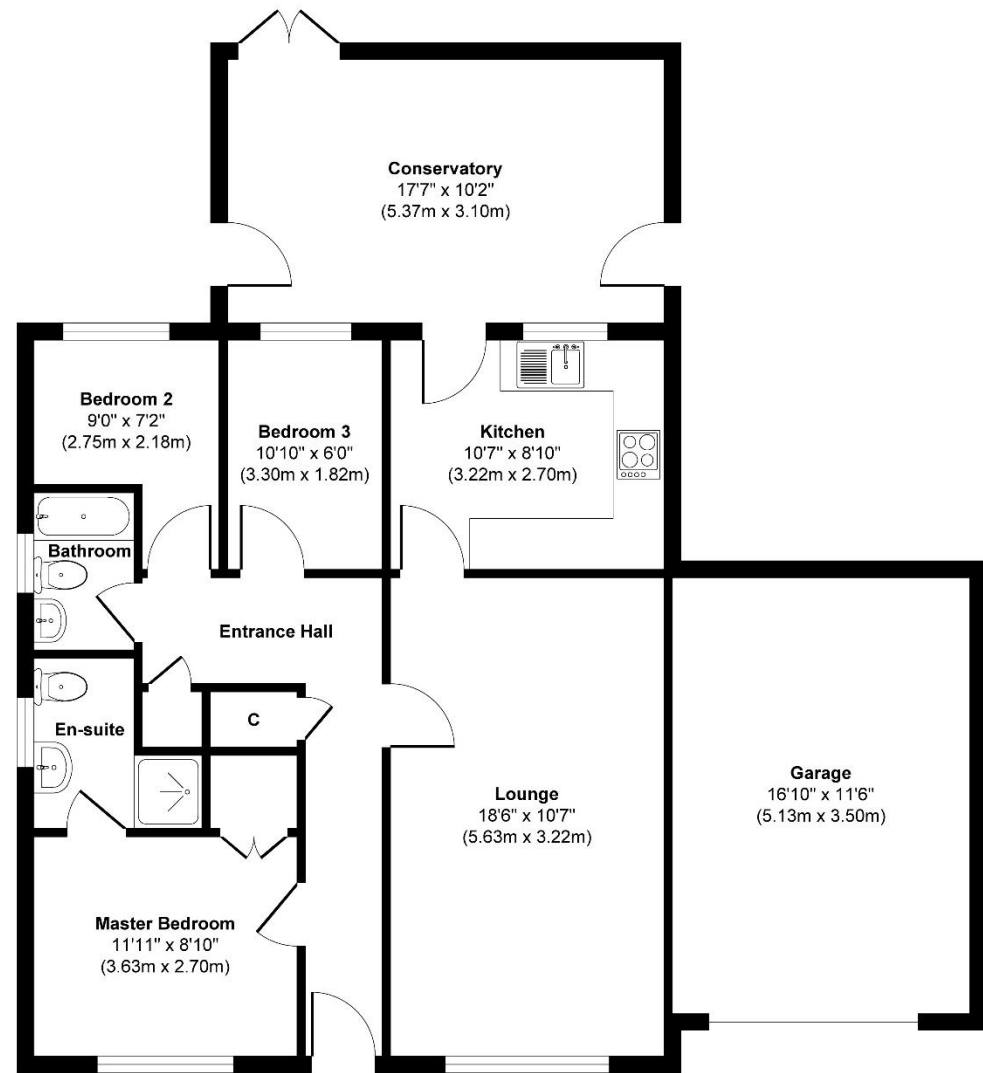 Conservatory
17'7" x 10'2"
(5.37m x 3.10m)
Bedroom 2
9'0" x 7'2"
(2.75m x 2.18m)
Bedroom 3
10'10" x 6'0"
(3.30m x 1.82m)
Kitchen
10'7" x 8'10"
(3.22m x 2.70m)
Bathroom
Entrance Hall
En-suite
C
Lounge
18'6" x 10'7"
(5.63m x 3.22m)
Garage
16'10" x 11'6"
(5.13m x 3.50m)
Master Bedroom
11'11" x 8'10"
(3.63m x 2.70m)